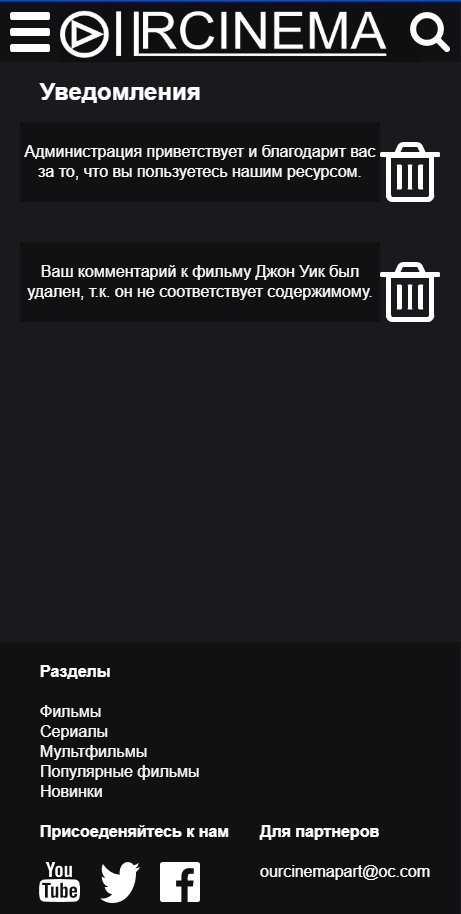 RCINEMA
Уведомления
Администрация приветствует и благодарит вас
за то, что вы пользуетесь нашим ресурсом.
Ваш комментарий к фильму Джон Уик был
удален, т.к. он не соответствует содержимому.
Разделы
Фильмы
Сериалы
Мультфильмы
Популярные фильмы
Новинки
Присоеденяйтесь к нам
Для партнеров
You
Tube
ourcinemapart@oc.com